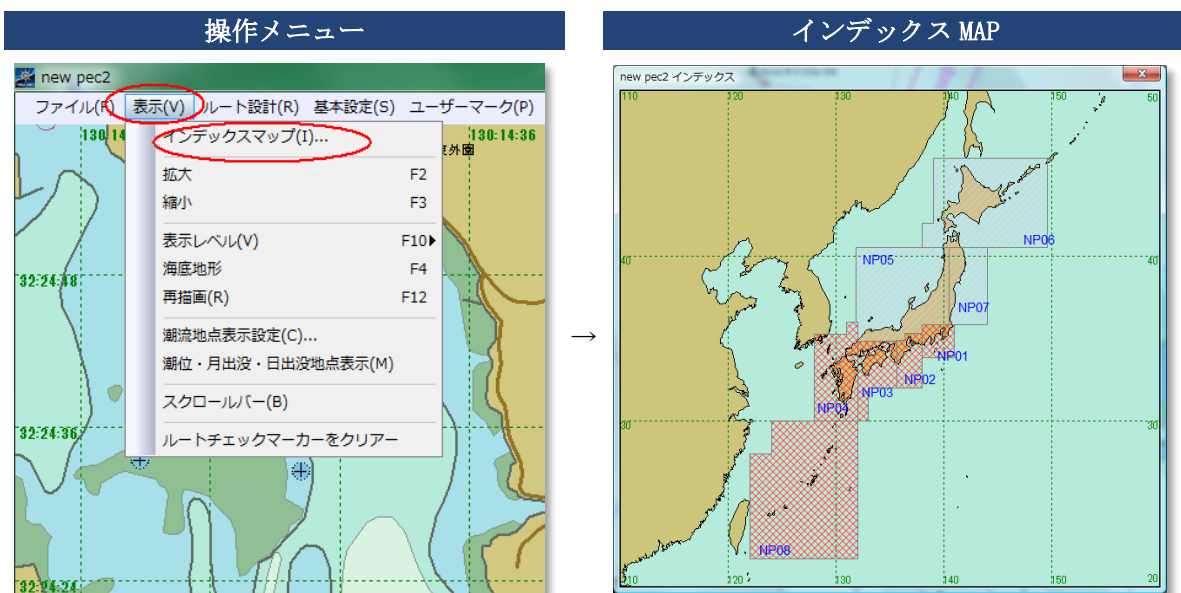 操作メニュー
インデックス MAP
new pec2
ファイル(F) 表示(V) ルート設計(R) 基本設定(S) ユーザーマーク(P)
インデックスマップ(I)...
拡大 F2
縮小 F3
表示レベル(V) F10
海底地形 F4
再描画(R) F12
潮流地点表示設定(C)...
潮位・月出没・日出没地点表示(M)
スクロールバー(B)
ルートチェックマーカーをクリアー
130:14
130:14:36
32:24:48
32:24:36
32:24:24
→
new pec2 インデックス
110 120 130 140 150 50
NP06
40 NP05 40
NP07
NP01
NP02
NP03
NP04
30 30
NP08
110 120 130 140 150 20